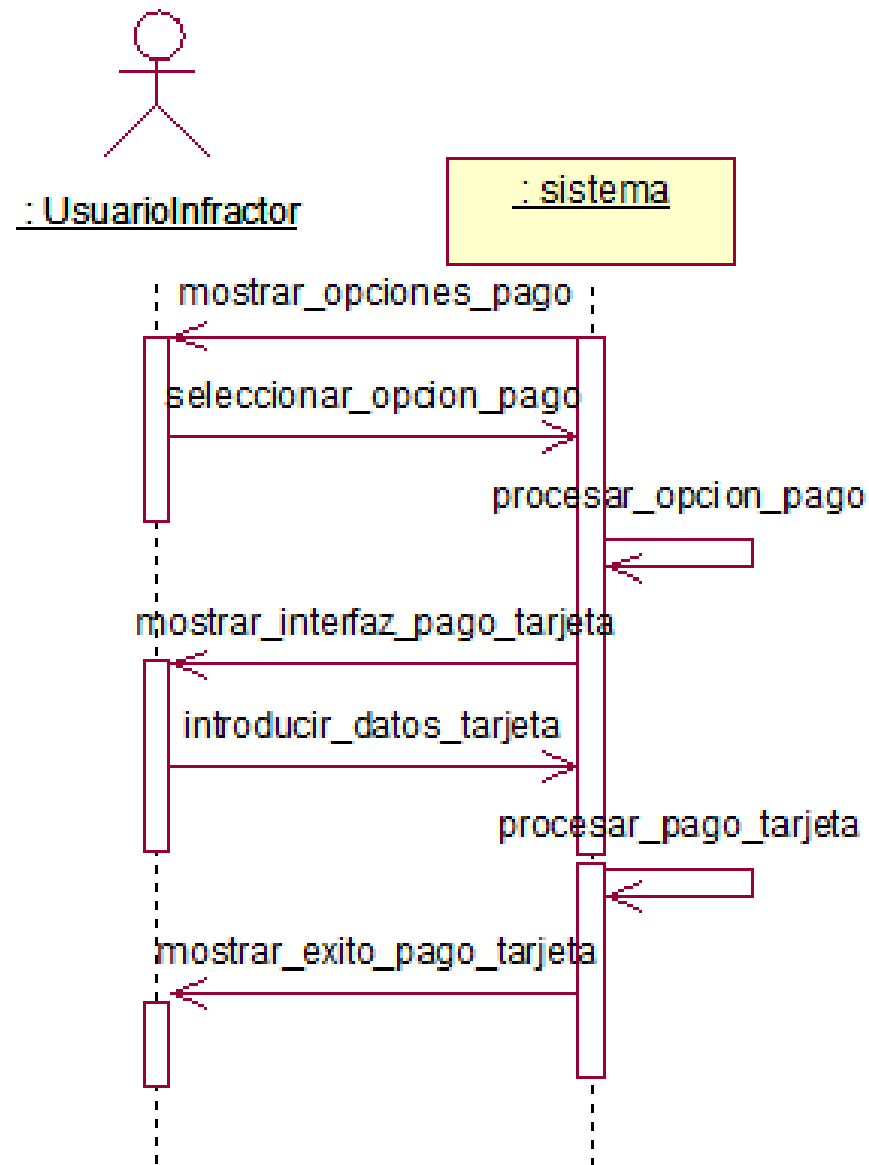 : UsuarioInfractor
: sistema
mostrar_opciones_pago
seleccionar_opcion_pago
procesar_opcion_pago
mostrar_interfaz_pago_tarjeta
introducir_datos_tarjeta
procesar_pago_tarjeta
mostrar_exito_pago_tarjeta